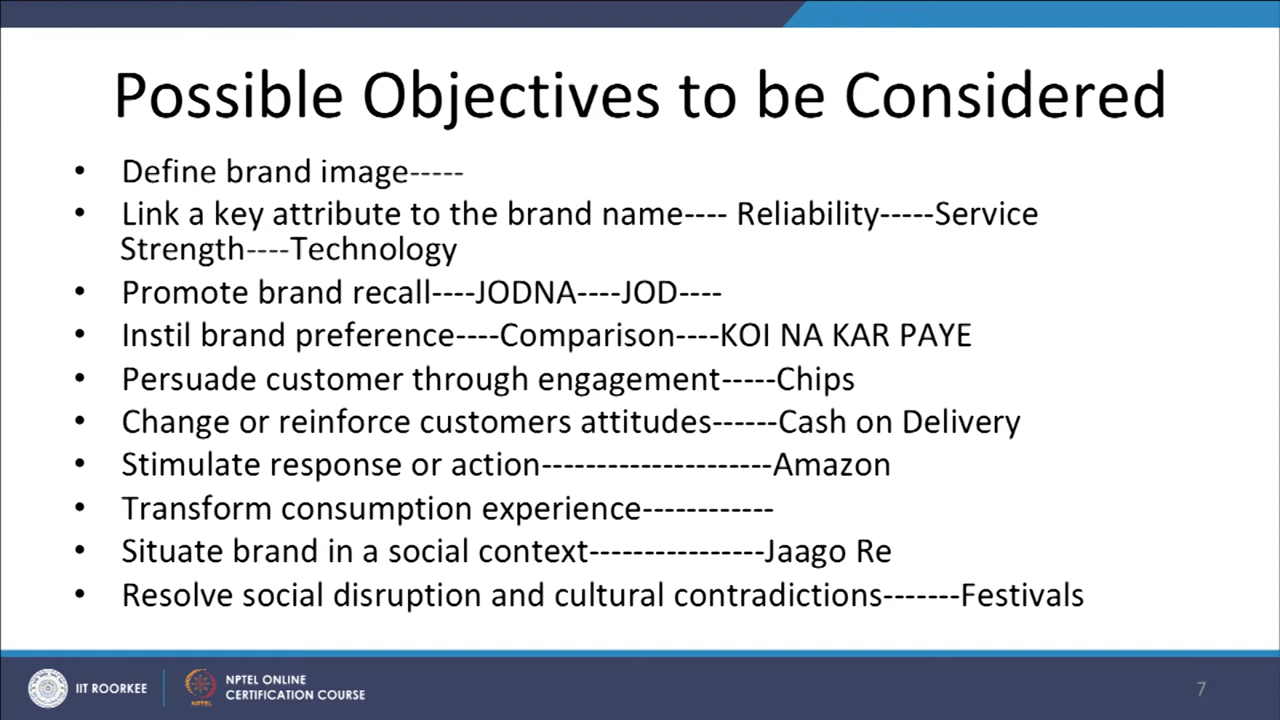 Possible Objectives to be Considered
• Define brand image-----
• Link a key attribute to the brand name---- Reliability-----Service
Strength----Technology
• Promote brand recall----JODNA----JOD----
• Instil brand preference----Comparison----KOI NA KAR PAYE
• Persuade customer through engagement-----Chips
• Change or reinforce customers attitudes------Cash on Delivery
• Stimulate response or action---------------------Amazon
• Transform consumption experience------------
• Situate brand in a social context----------------Jaago Re
• Resolve social disruption and cultural contradictions-------Festivals
IIT ROORKEE
NPTEL
NPTEL ONLINE
CERTIFICATION COURSE
7